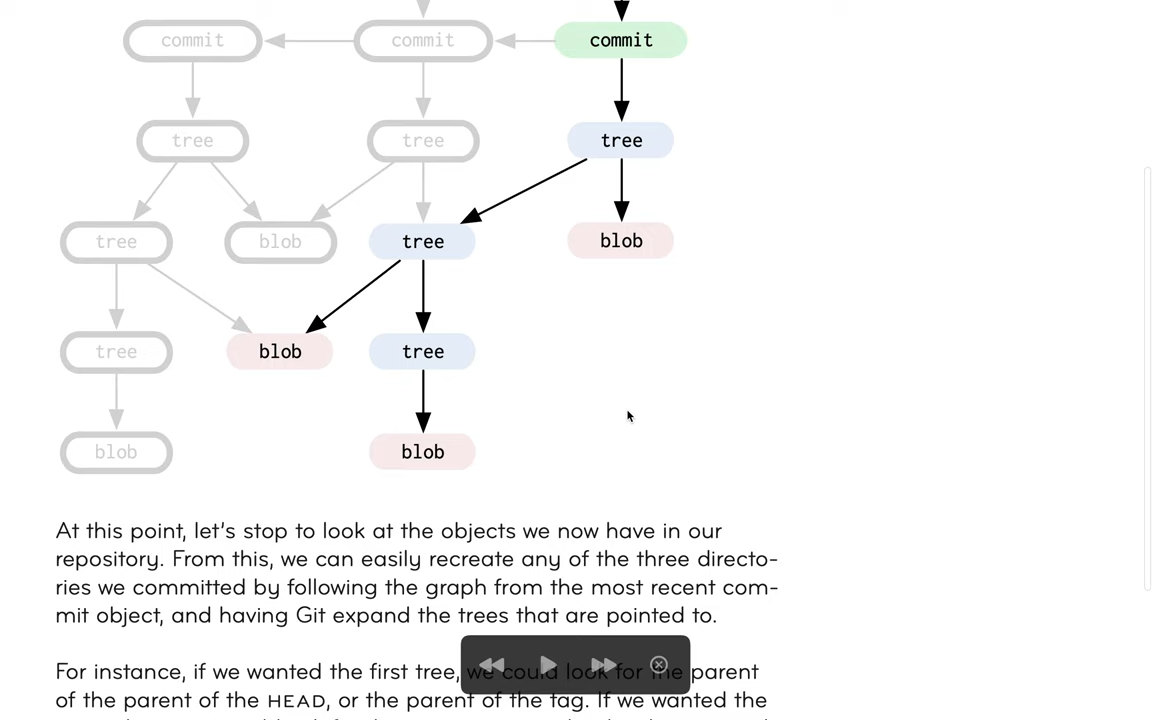 commit commit commit
tree tree tree
tree blob tree blob
tree blob tree
blob blob
At this point, let's stop to look at the objects we now have in our
repository. From this, we can easily recreate any of the three directo-
ries we committed by following the graph from the most recent com-
mit object, and having Git expand the trees that are pointed to.
For instance, if we wanted the first tree, we could look for the parent
of the parent of the HEAD, or the parent of the tag. If we wanted the